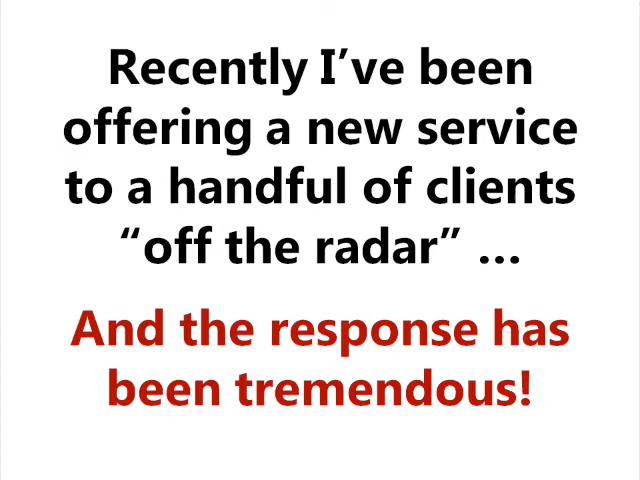 Recently I’ve been
offering a new service
to a handful of clients
“off the radar” …
And the response has
been tremendous!